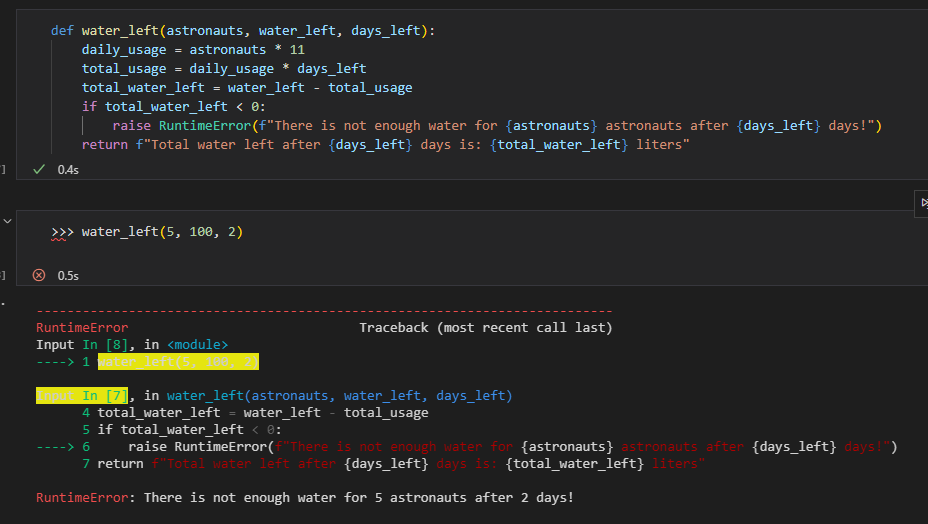 def water_left(astronauts, water_left, days_left):
    daily_usage = astronauts * 11
    total_usage = daily_usage * days_left
    total_water_left = water_left - total_usage
    if total_water_left < 0:
        raise RuntimeError(f"There is not enough water for {astronauts} astronauts after {days_left} days!")
    return f"Total water left after {days_left} days is: {total_water_left} liters"
]
0.4s
>>> water_left(5, 100, 2)
]
0.5s
---------------------------------------------------------------------------
RuntimeError                              Traceback (most recent call last)
Input In [8], in <module>
----> 1 water_left(5, 100, 2)
Input In [7], in water_left(astronauts, water_left, days_left)
      4 total_water_left = water_left - total_usage
      5 if total_water_left < 0:
----> 6     raise RuntimeError(f"There is not enough water for {astronauts} astronauts after {days_left} days!")
      7 return f"Total water left after {days_left} days is: {total_water_left} liters"
RuntimeError: There is not enough water for 5 astronauts after 2 days!